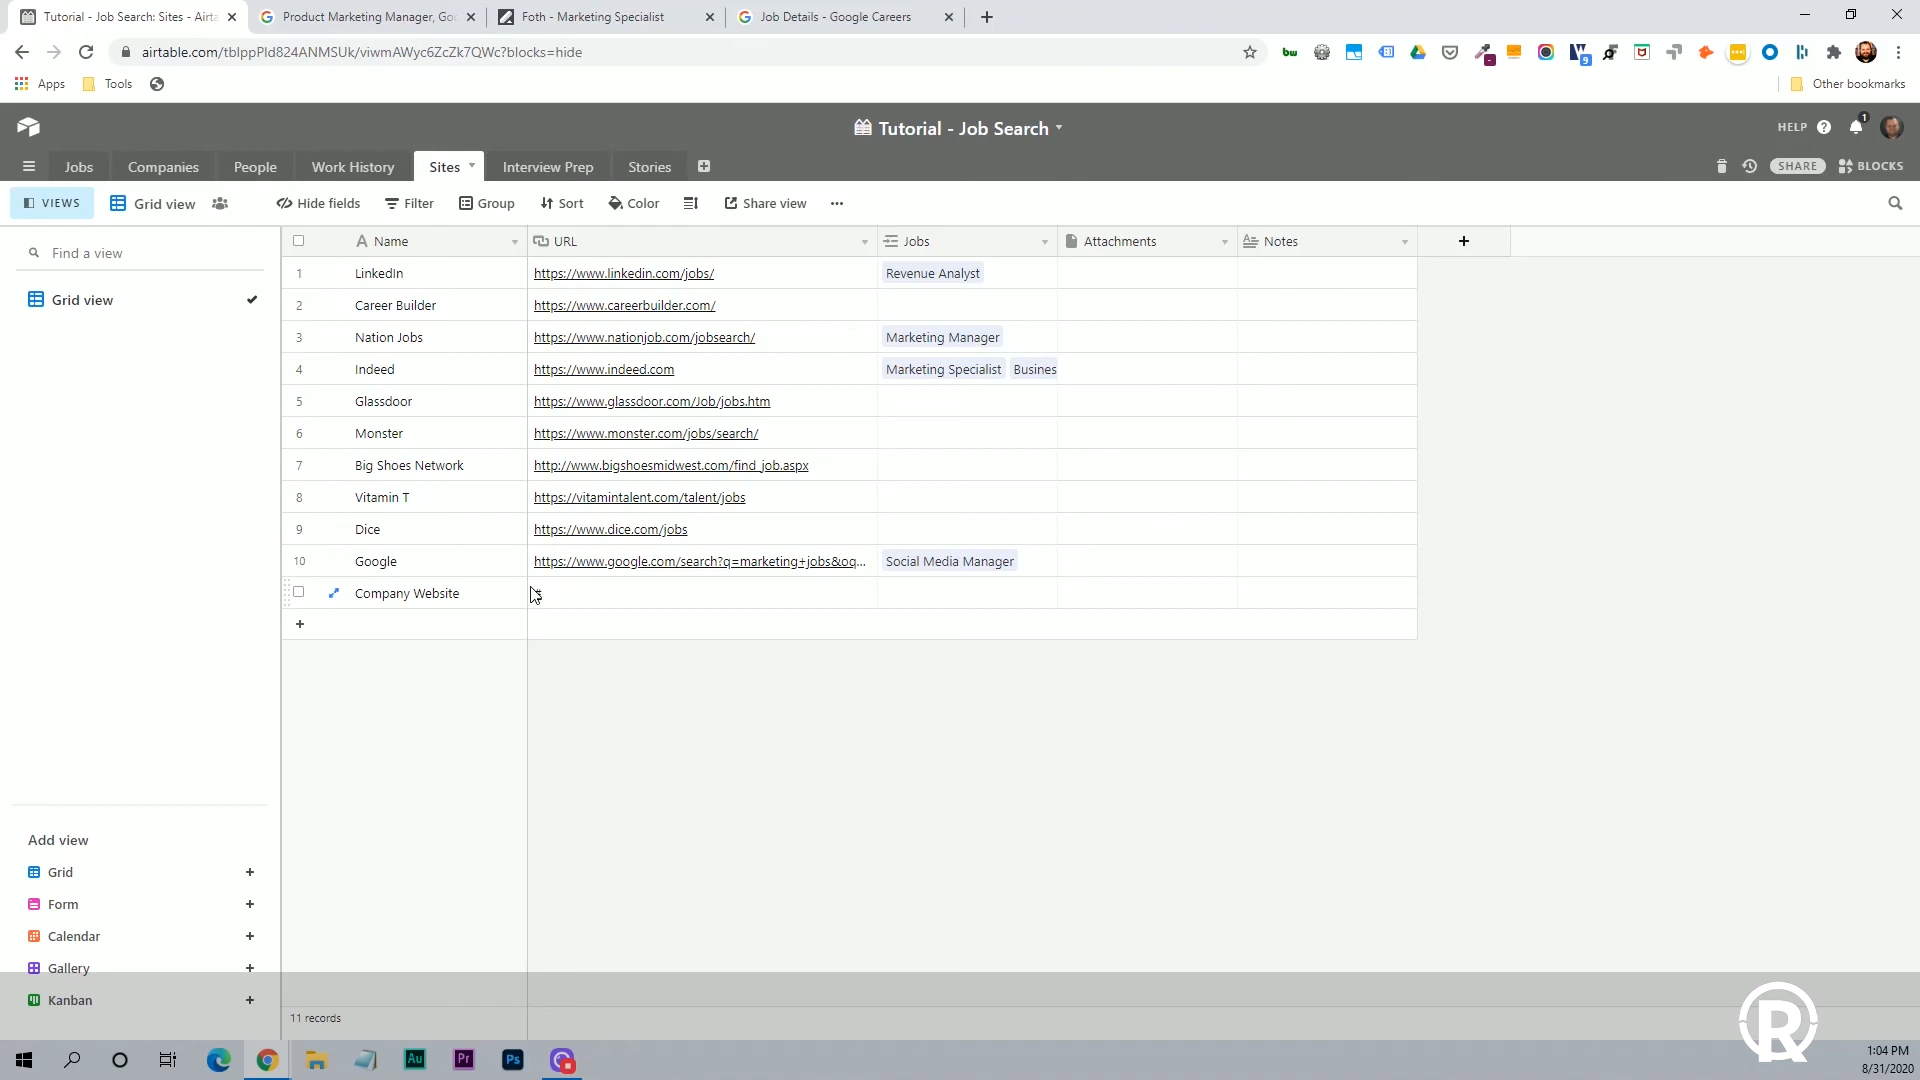 Tutorial - Job Search: Sites - Airta
Product Marketing Manager, Goo
Foth - Marketing Specialist
Job Details - Google Careers
airtable.com/tblppPld824ANMSUk/viwmAWyc6ZcZk7QWc?blocks=hide
Apps
Tools
Other bookmarks
Tutorial - Job Search
HELP
1
Jobs
Companies
People
Work History
Sites
Interview Prep
Stories
SHARE
BLOCKS
VIEWS
Grid view
Hide fields
Filter
Group
Sort
Color
Share view
Find a view
Grid view
Name URL Jobs Attachments Notes
1 LinkedIn https://www.linkedin.com/jobs/ Revenue Analyst
2 Career Builder https://www.careerbuilder.com/
3 Nation Jobs https://www.nationjob.com/jobsearch/ Marketing Manager
4 Indeed https://www.indeed.com Marketing Specialist Busines
5 Glassdoor https://www.glassdoor.com/Job/jobs.htm
6 Monster https://www.monster.com/jobs/search/
7 Big Shoes Network http://www.bigshoesmidwest.com/find_job.aspx
8 Vitamin T https://vitamintalent.com/talent/jobs
9 Dice https://www.dice.com/jobs
10 Google https://www.google.com/search?q=marketing+jobs&oq... Social Media Manager
Company Website
Add view
Grid
Form
Calendar
Gallery
Kanban
11 records
R
Au
Pr
Ps
1:04 PM
8/31/2020